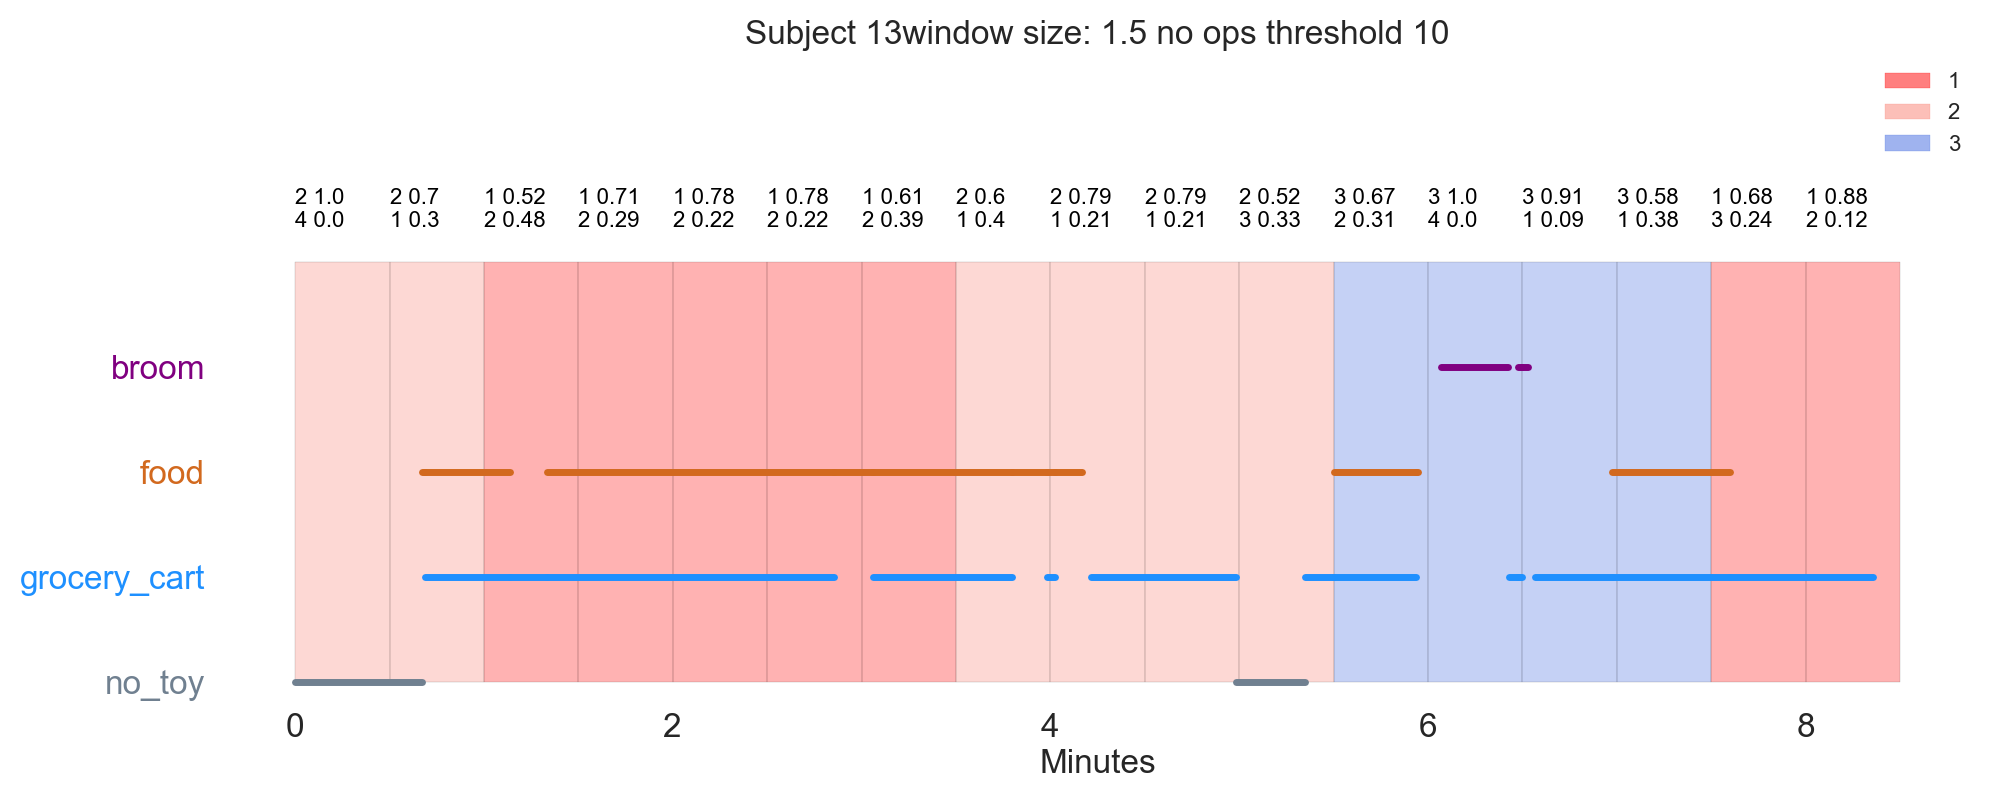 Subject 13window size: 1.5 no ops threshold 10
1
2
3
2 1.0 2 0.7 1 0.52 1 0.71 1 0.78 1 0.78 1 0.61 2 0.6 2 0.79 2 0.79 2 0.52 3 0.67 3 1.0 3 0.91 3 0.58 1 0.68 1 0.88
4 0.0 1 0.3 2 0.48 2 0.29 2 0.22 2 0.22 2 0.39 1 0.4 1 0.21 1 0.21 3 0.33 2 0.31 4 0.0 1 0.09 1 0.38 3 0.24 2 0.12
broom
food
grocery_cart
no_toy
0 2 4 6 8
Minutes